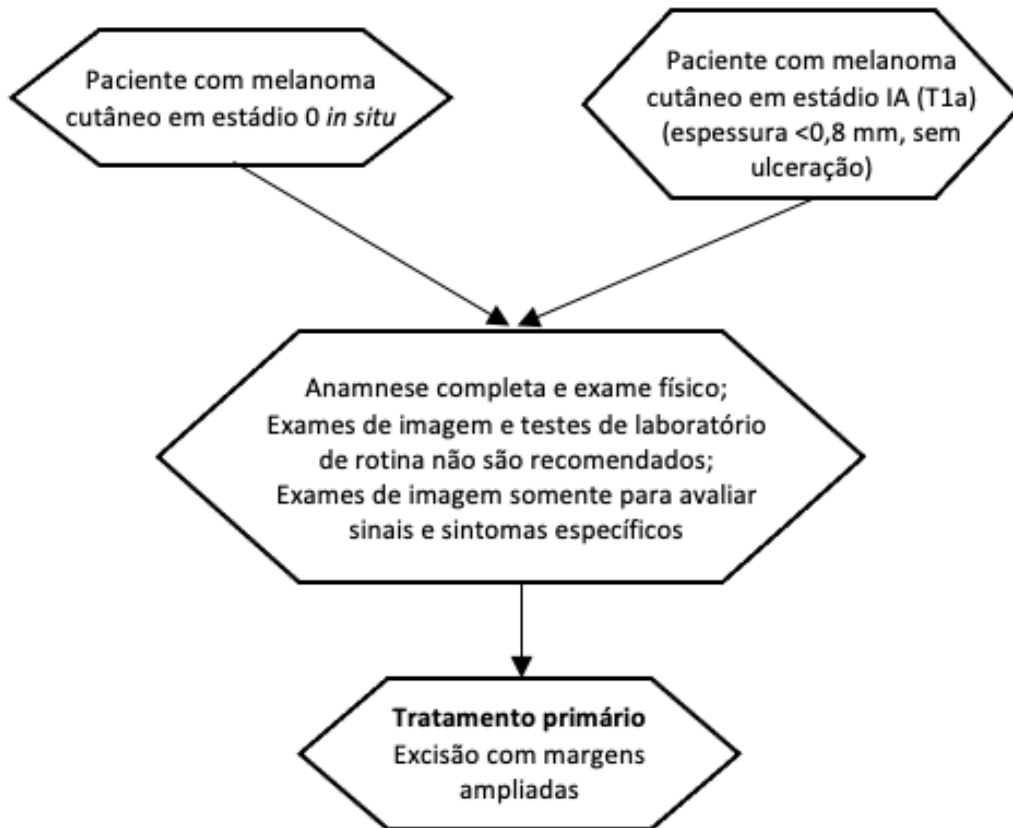 Paciente com melanoma
cutâneo em estádio 0 in situ
Paciente com melanoma
cutâneo em estádio IA (T1a)
(espessura <0,8 mm, sem
ulceração)
Anamnese completa e exame físico;
Exames de imagem e testes de laboratório
de rotina não são recomendados;
Exames de imagem somente para avaliar
sinais e sintomas específicos
Tratamento primário
Excisão com margens
ampliadas